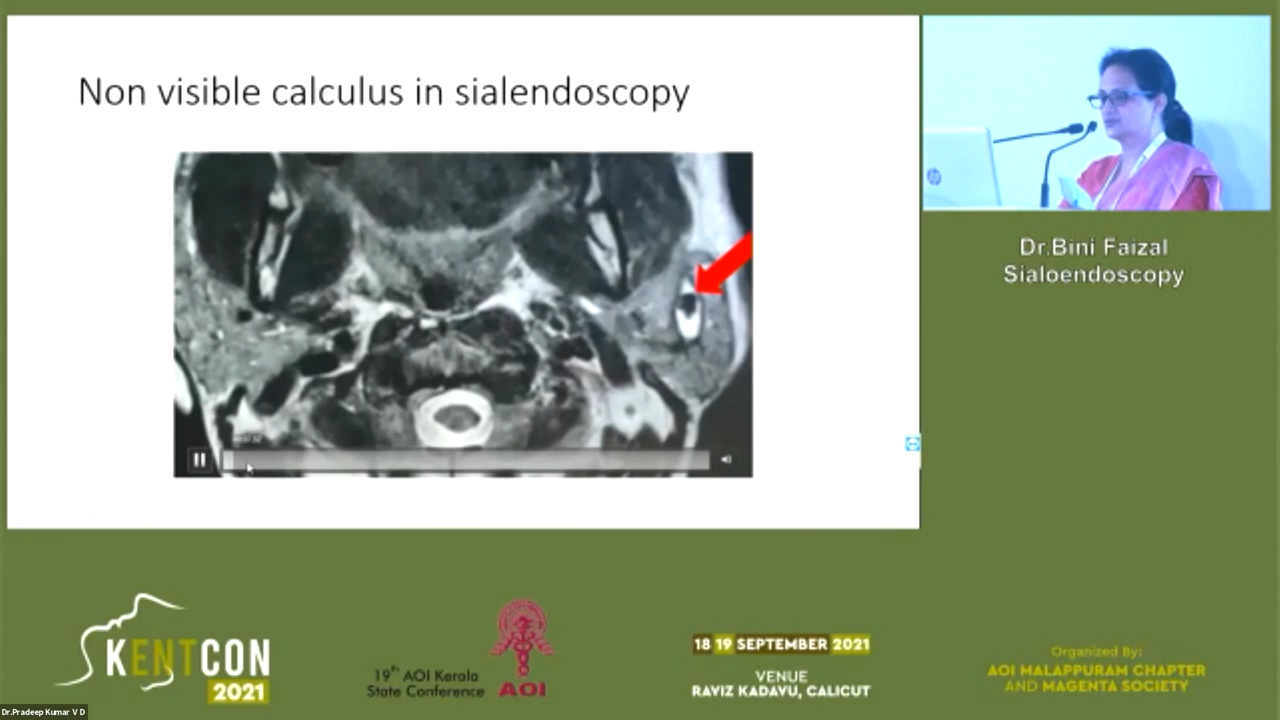 Non visible calculus in sialendoscopy
Dr.Bini Faizal
Sialoendoscopy
KENTCON
2021
19th AOI Kerala
State Conference
AOI
18 19 SEPTEMBER 2021
VENUE
RAVIZ KADAVU, CALICUT
Organized By:
AOI MALAPPURAM CHAPTER
AND MAGENTA SOCIETY
Dr.Pradeep Kumar V D